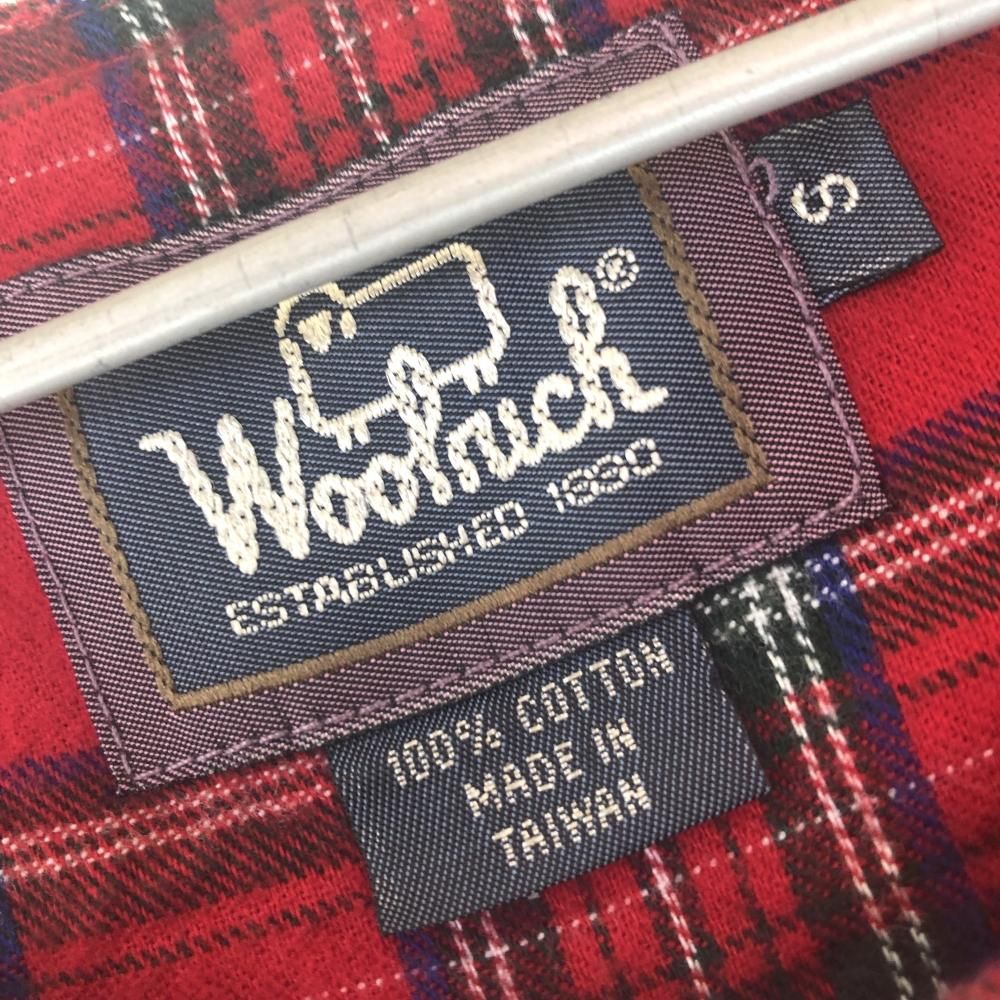 Woolrich®
ESTABLISHED 1830
S
100% COTTON
MADE IN
TAIWAN